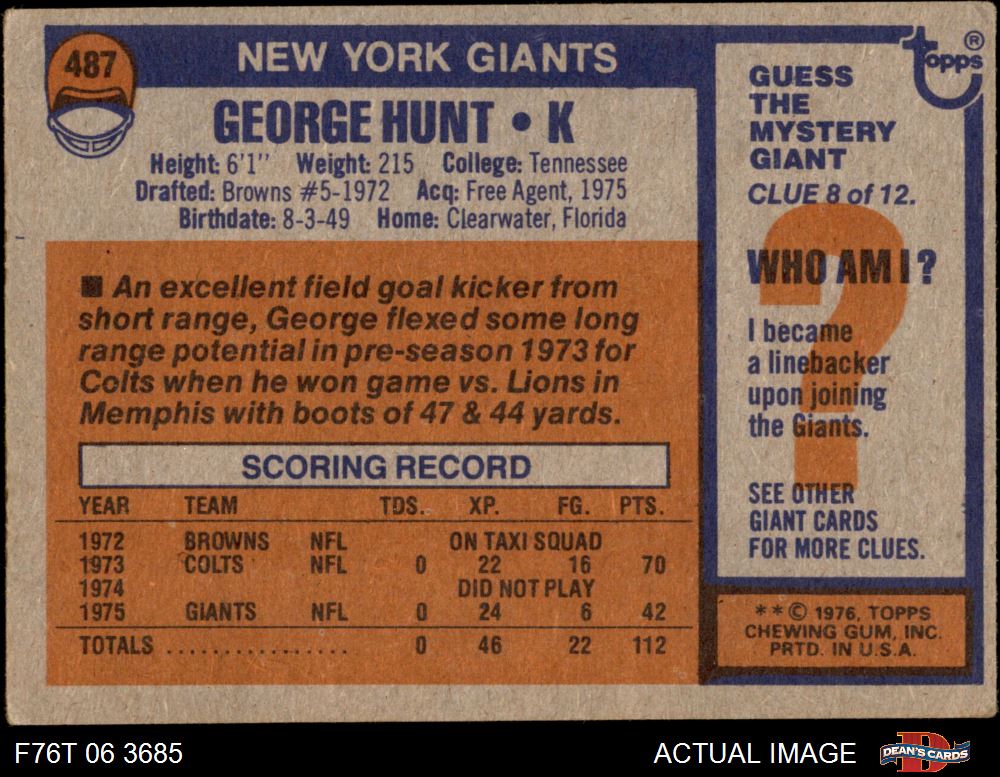 487
NEW YORK GIANTS
GEORGE HUNT • K
Height: 6'1" Weight: 215 College: Tennessee
Drafted: Browns #5-1972 Acq: Free Agent, 1975
Birthdate: 8-3-49 Home: Clearwater, Florida
■ An excellent field goal kicker from
short range, George flexed some long
range potential in pre-season 1973 for
Colts when he won game vs. Lions in
Memphis with boots of 47 & 44 yards.
SCORING RECORD
YEAR TEAM TDS. XP. FG. PTS.
1972 BROWNS NFL ON TAXI SQUAD
1973 COLTS NFL 0 22 16 70
1974 DID NOT PLAY
1975 GIANTS NFL 0 24 6 42
TOTALS ................ 0 46 22 112
Topps ®
GUESS
THE
MYSTERY
GIANT
CLUE 8 of 12.
?
WHO AM I?
I became
a linebacker
upon joining
the Giants.
SEE OTHER
GIANT CARDS
FOR MORE CLUES.
* * © 1976, TOPPS
CHEWING GUM, INC.
PRTD. IN U.S.A.
F76T 06 3685
ACTUAL IMAGE
D
DEAN'S CARDS